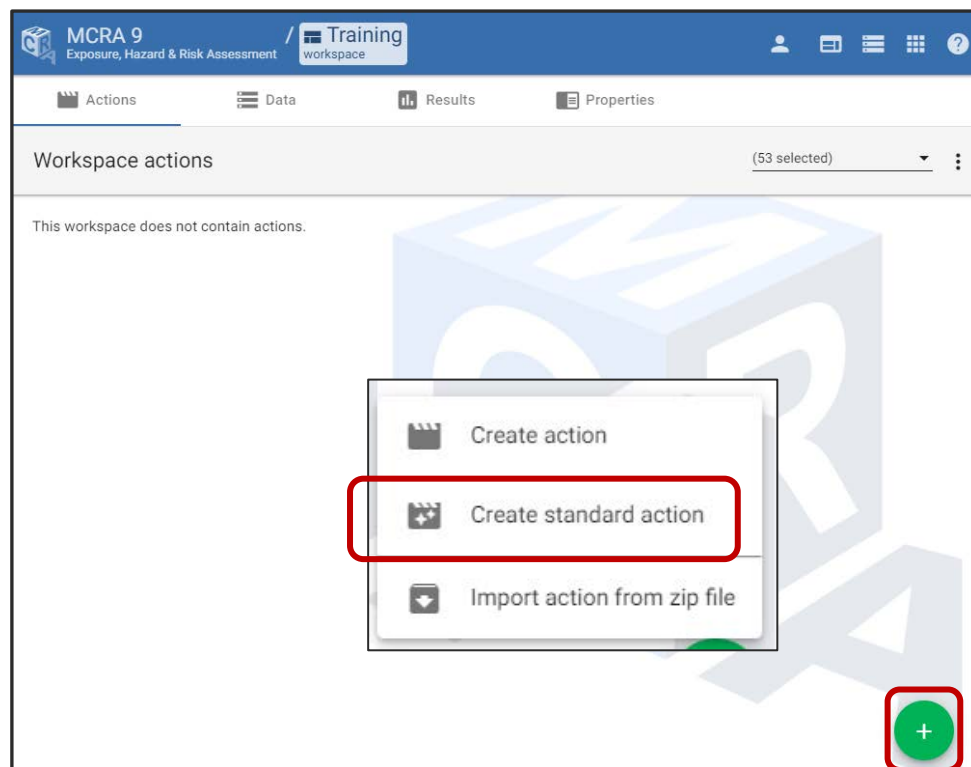 MCRA 9 / Training
Exposure, Hazard & Risk Assessment workspace
Actions Data Results Properties
Workspace actions (53 selected)
This workspace does not contain actions.
Create action
Create standard action
Import action from zip file
+